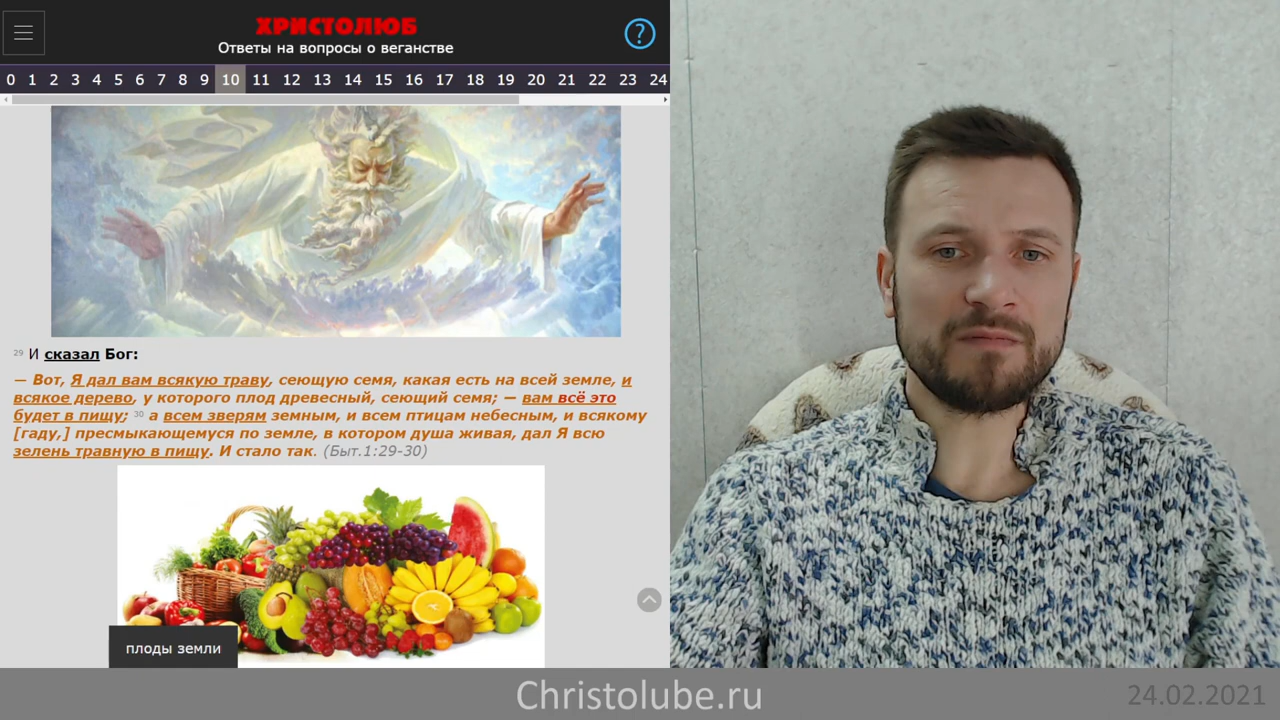 ХРИСТОЛЮБ
Ответы на вопросы о веганстве
?
0 1 2 3 4 5 6 7 8 9 10 11 12 13 14 15 16 17 18 19 20 21 22 23 24
29 И сказал Бог:
— Вот, Я дал вам всякую траву, сеющую семя, какая есть на всей земле, и
всякое дерево, у которого плод древесный, сеющий семя; — вам всё это
будет в пищу; 30 а всем зверям земным, и всем птицам небесным, и всякому
[гаду,] пресмыкающемуся по земле, в котором душа живая, дал Я всю
зелень травную в пищу. И стало так. (Быт.1:29-30)
плоды земли
Christolube.ru
24.02.2021